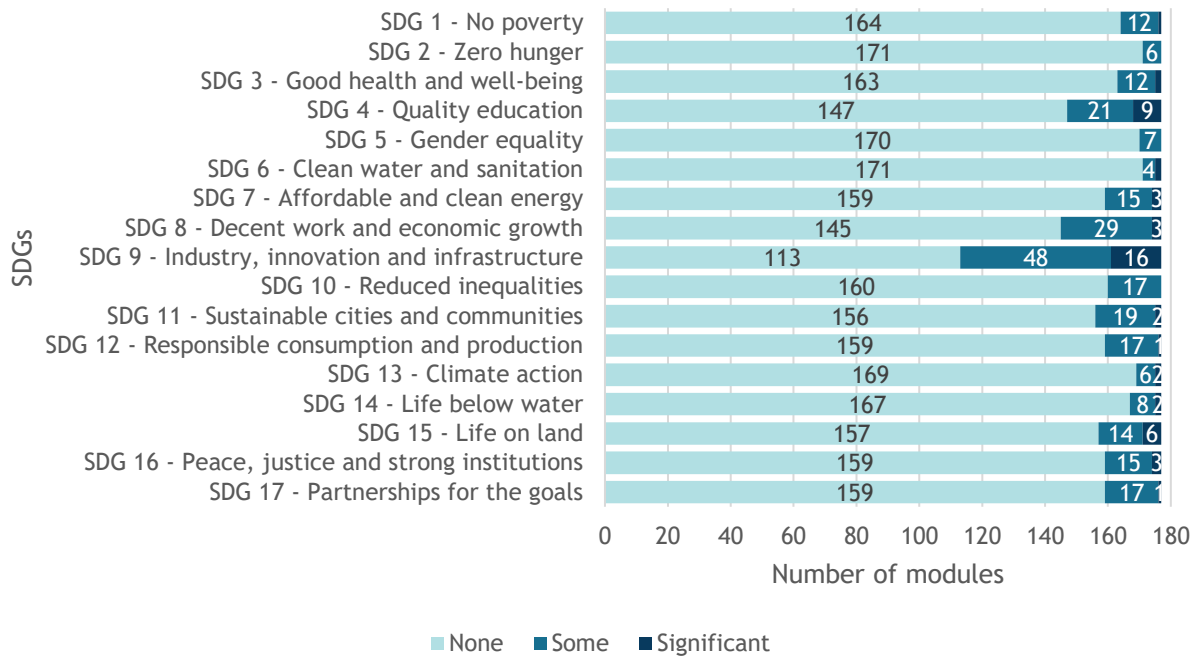 SDG 1 - No poverty 164 12
SDG 2 - Zero hunger 171 6
SDG 3 - Good health and well-being 163 12
SDG 4 - Quality education 147 21 9
SDG 5 - Gender equality 170 7
SDG 6 - Clean water and sanitation 171 4
SDG 7 - Affordable and clean energy 159 15 3
SDG 8 - Decent work and economic growth 145 29 3
SDG 9 - Industry, innovation and infrastructure 113 48 16
SDG 10 - Reduced inequalities 160 17
SDG 11 - Sustainable cities and communities 156 19 2
SDG 12 - Responsible consumption and production 159 17 1
SDG 13 - Climate action 169 6 2
SDG 14 - Life below water 167 8 2
SDG 15 - Life on land 157 14 6
SDG 16 - Peace, justice and strong institutions 159 15 3
SDG 17 - Partnerships for the goals 159 17 1
SDGs
0 20 40 60 80 100 120 140 160 180
Number of modules
None Some Significant